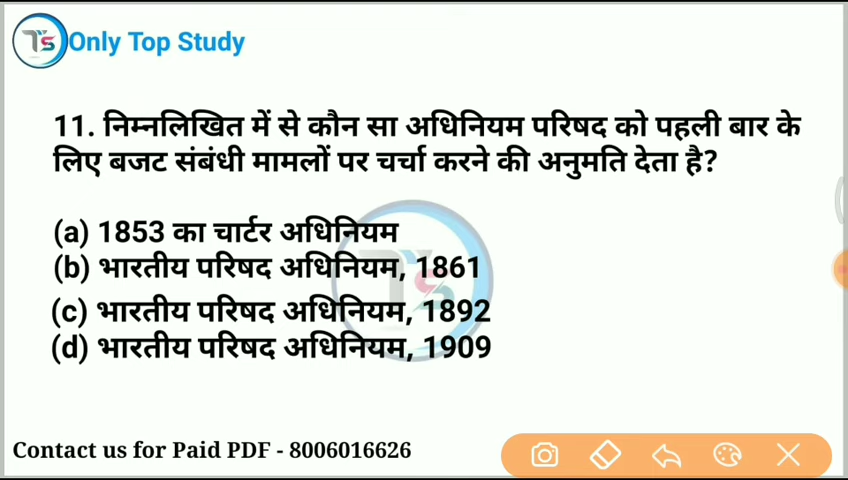 TS Only Top Study
11. निम्नलिखित में से कौन सा अधिनियम परिषद को पहली बार के
लिए बजट संबंधी मामलों पर चर्चा करने की अनुमति देता है?
(a) 1853 का चार्टर अधिनियम
(b) भारतीय परिषद अधिनियम, 1861
(c) भारतीय परिषद अधिनियम, 1892
(d) भारतीय परिषद अधिनियम, 1909
TS
Contact us for Paid PDF - 8006016626